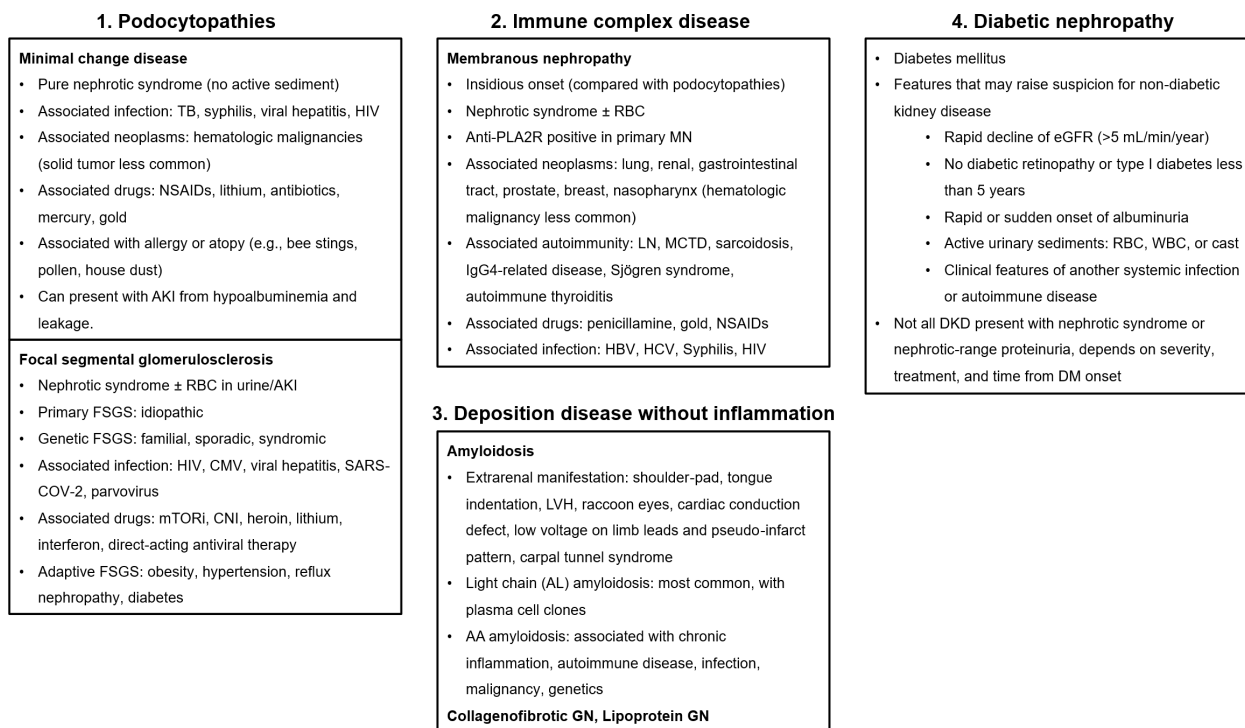 1. Podocytopathies
Minimal change disease
• Pure nephrotic syndrome (no active sediment)
• Associated infection: TB, syphilis, viral hepatitis, HIV
• Associated neoplasms: hematologic malignancies
(solid tumor less common)
• Associated drugs: NSAIDs, lithium, antibiotics,
mercury, gold
• Associated with allergy or atopy (e.g., bee stings,
pollen, house dust)
• Can present with AKI from hypoalbuminemia and
leakage.
Focal segmental glomerulosclerosis
• Nephrotic syndrome ± RBC in urine/AKI
• Primary FSGS: idiopathic
• Genetic FSGS: familial, sporadic, syndromic
• Associated infection: HIV, CMV, viral hepatitis, SARS-
COV-2, parvovirus
• Associated drugs: mTORi, CNI, heroin, lithium,
interferon, direct-acting antiviral therapy
• Adaptive FSGS: obesity, hypertension, reflux
nephropathy, diabetes
2. Immune complex disease
Membranous nephropathy
• Insidious onset (compared with podocytopathies)
• Nephrotic syndrome ± RBC
• Anti-PLA2R positive in primary MN
• Associated neoplasms: lung, renal, gastrointestinal
tract, prostate, breast, nasopharynx (hematologic
malignancy less common)
• Associated autoimmunity: LN, MCTD, sarcoidosis,
IgG4-related disease, Sjögren syndrome,
autoimmune thyroiditis
• Associated drugs: penicillamine, gold, NSAIDs
• Associated infection: HBV, HCV, Syphilis, HIV
3. Deposition disease without inflammation
Amyloidosis
• Extrarenal manifestation: shoulder-pad, tongue
indentation, LVH, raccoon eyes, cardiac conduction
defect, low voltage on limb leads and pseudo-infarct
pattern, carpal tunnel syndrome
• Light chain (AL) amyloidosis: most common, with
plasma cell clones
• AA amyloidosis: associated with chronic
inflammation, autoimmune disease, infection,
malignancy, genetics
Collagenofibrotic GN, Lipoprotein GN
4. Diabetic nephropathy
• Diabetes mellitus
• Features that may raise suspicion for non-diabetic
kidney disease
• Rapid decline of eGFR (>5 mL/min/year)
• No diabetic retinopathy or type I diabetes less
than 5 years
• Rapid or sudden onset of albuminuria
• Active urinary sediments: RBC, WBC, or cast
• Clinical features of another systemic infection
or autoimmune disease
• Not all DKD present with nephrotic syndrome or
nephrotic-range proteinuria, depends on severity,
treatment, and time from DM onset